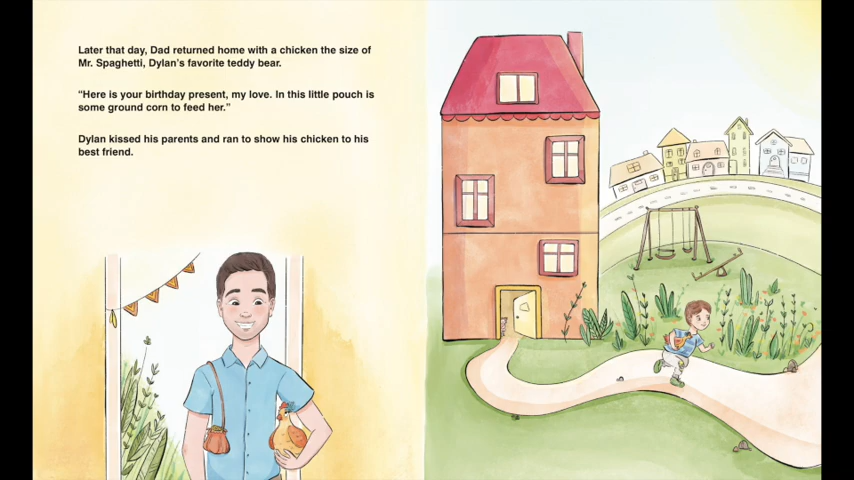 Later that day, Dad returned home with a chicken the size of
Mr. Spaghetti, Dylan's favorite teddy bear.
“Here is your birthday present, my love. In this little pouch is
some ground corn to feed her.”
Dylan kissed his parents and ran to show his chicken to his
best friend.